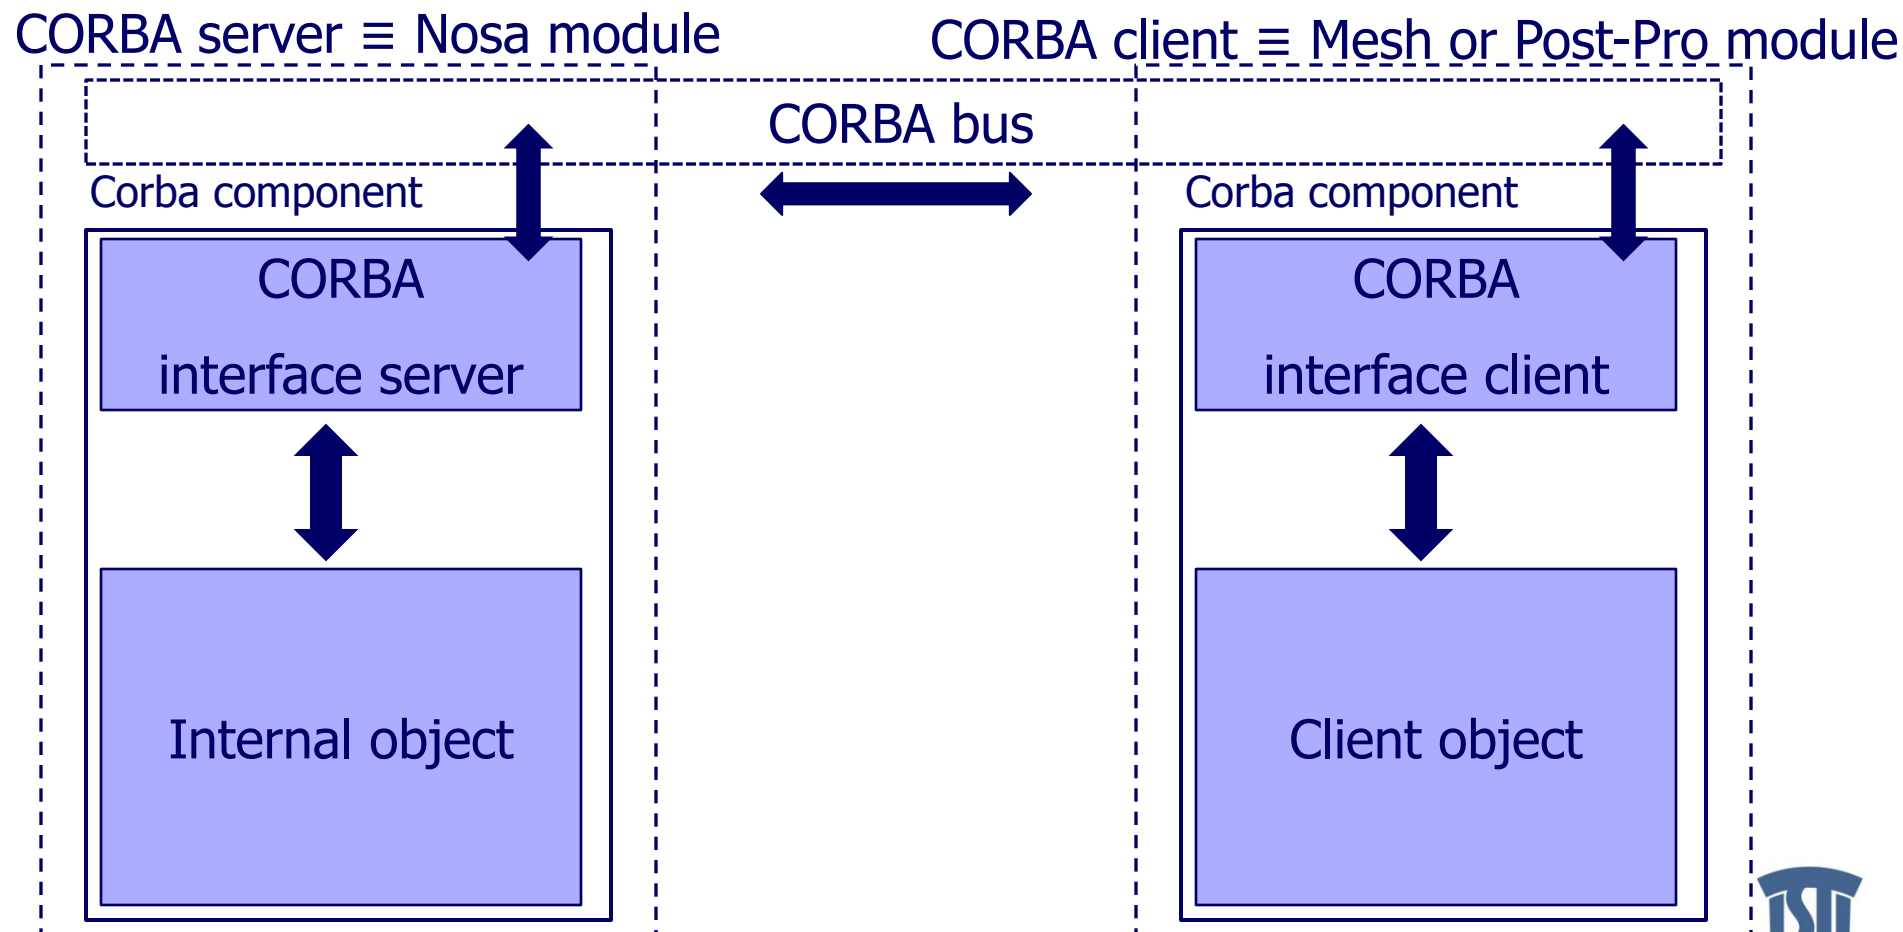 CORBA server ≡ Nosa module
CORBA client ≡ Mesh or Post-Pro module
CORBA bus
Corba component
Corba component
CORBA
interface server
CORBA
interface client
Internal object
Client object
ISTI